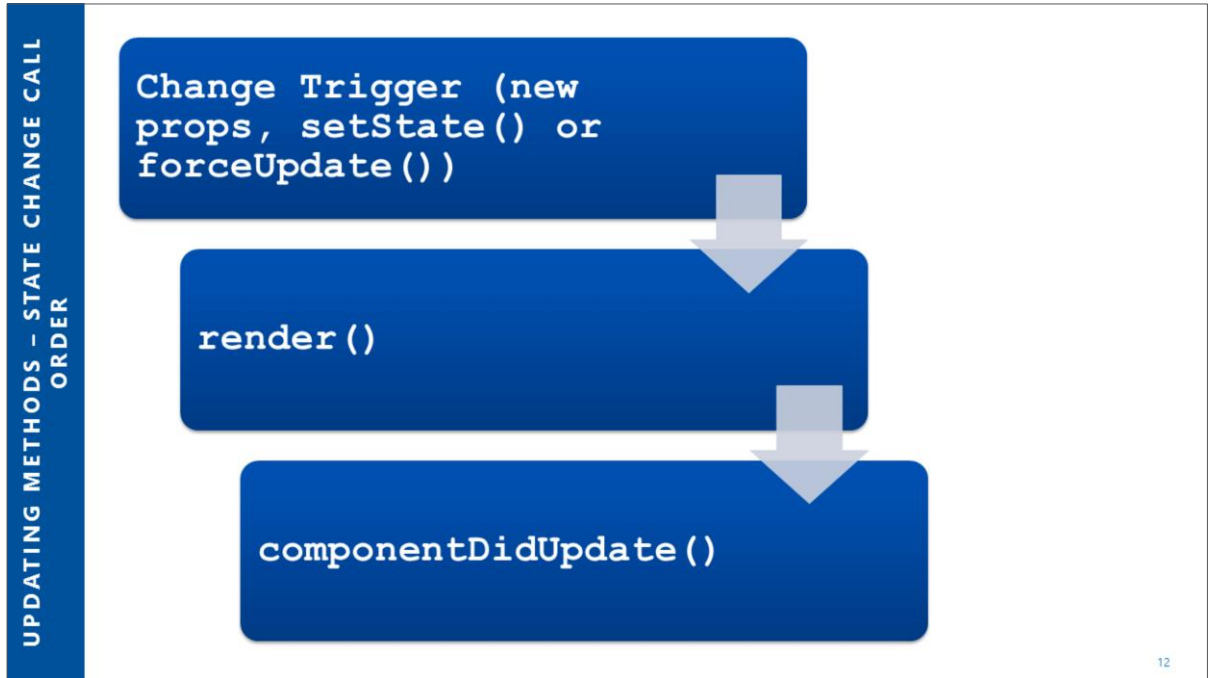 UPDATING METHODS – STATE CHANGE CALL
ORDER
Change Trigger (new
props, setState() or
forceUpdate())
render()
componentDidUpdate()
12